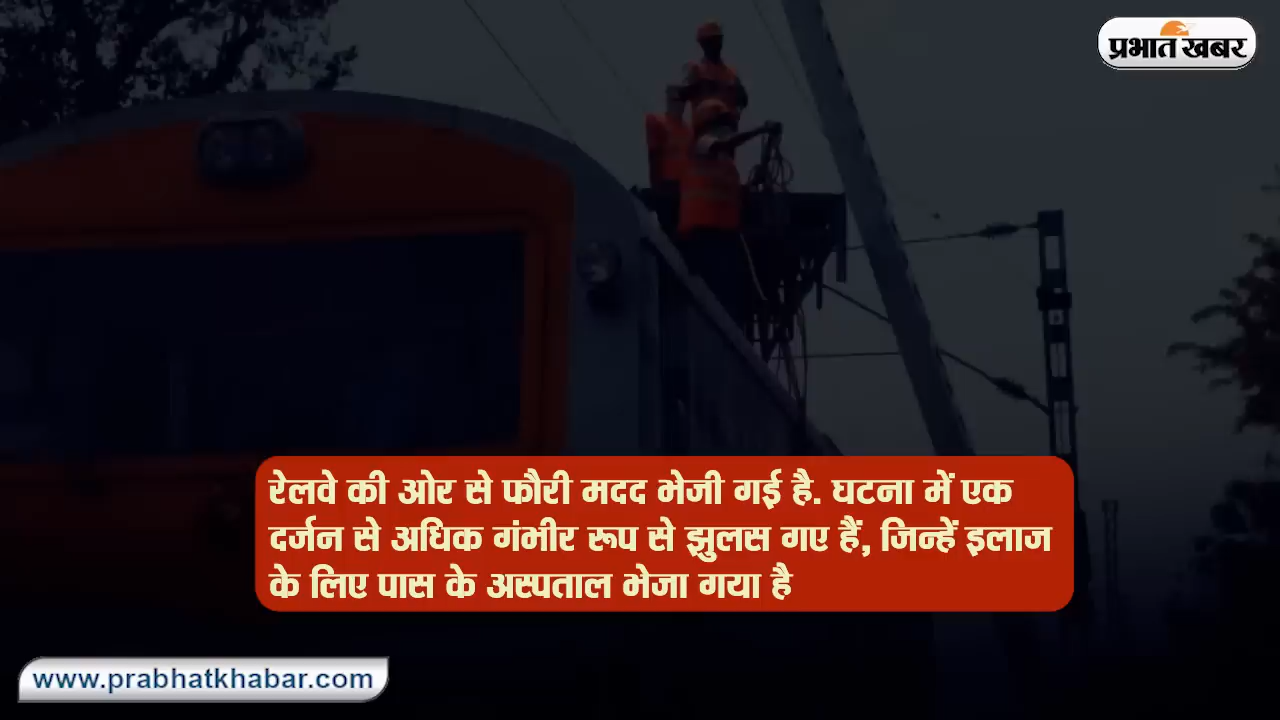 प्रभात खबर
रेलवे की ओर से फौरी मदद भेजी गई है. घटना में एक
दर्जन से अधिक गंभीर रूप से झुलस गए हैं, जिन्हें इलाज
के लिए पास के अस्पताल भेजा गया है
www.prabhatkhabar.com